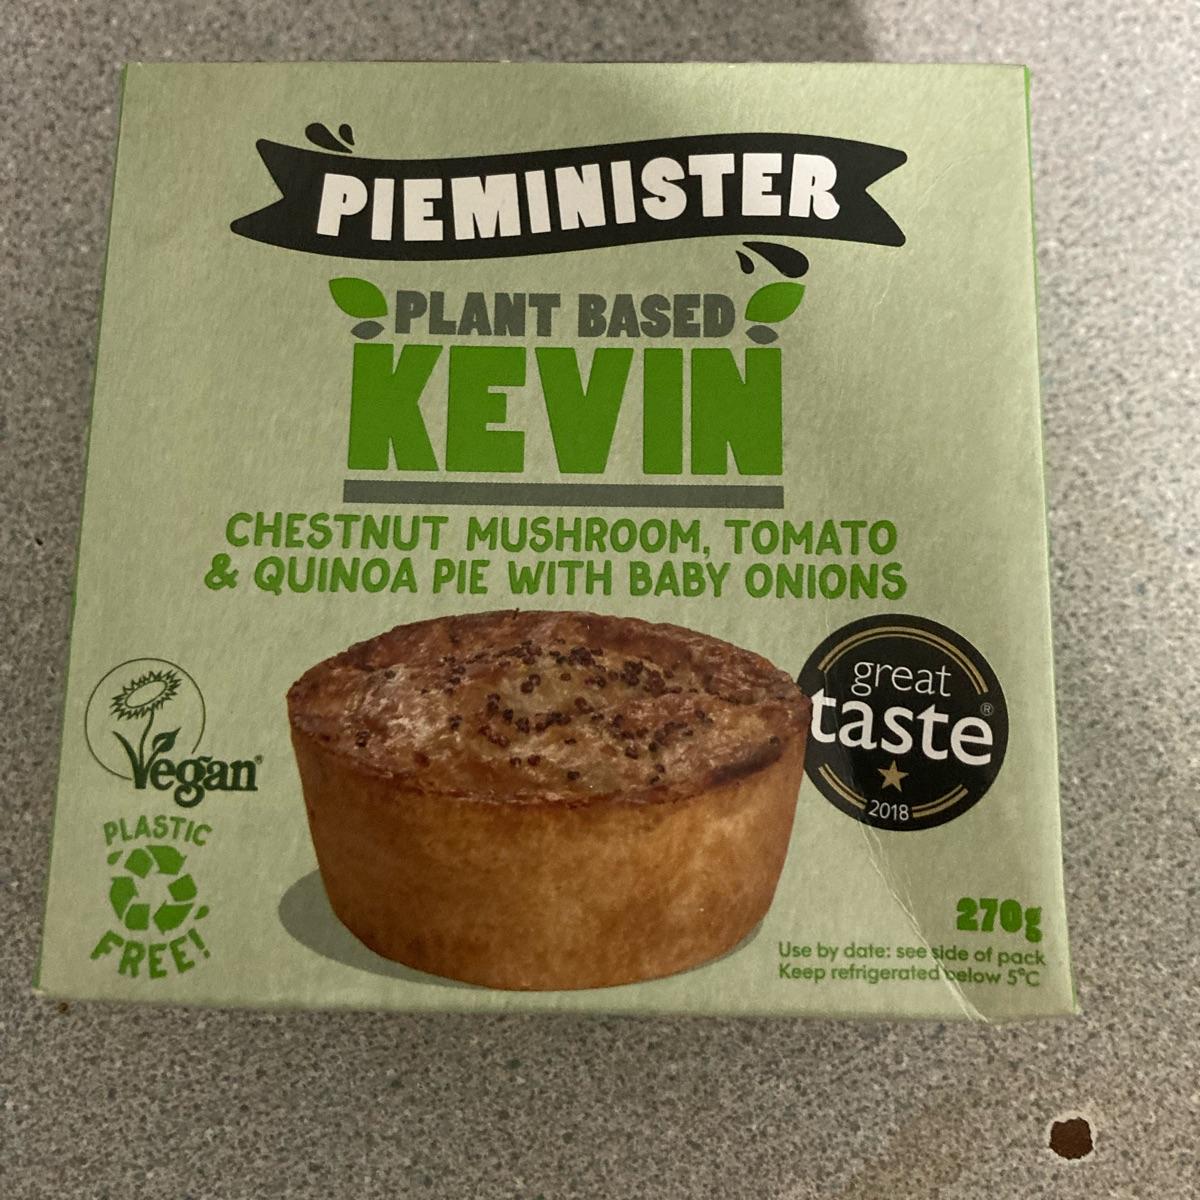 PIEMINISTER
PLANT BASED
KEVIN
CHESTNUT MUSHROOM, TOMATO
& QUINOA PIE WITH BABY ONIONS
great
taste®
2018
Vegan®
PLASTIC
FREE!
270g
Use by date: see side of pack
Keep refrigerated below 5°C